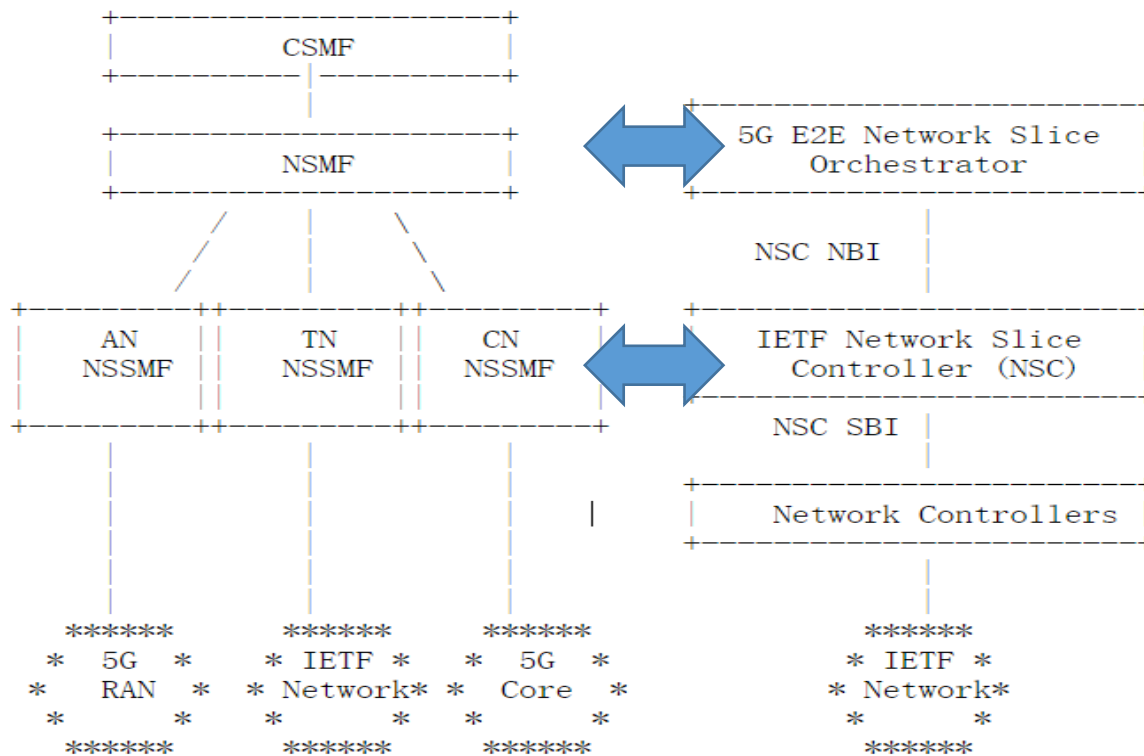 CSMF
NSMF
5G E2E Network Slice
Orchestrator
NSC NBI
AN
NSSMF
TN
NSSMF
CN
NSSMF
IETF Network Slice
Controller (NSC)
NSC SBI
Network Controllers
5G
RAN
IETF
Network
5G
Core
IETF
Network